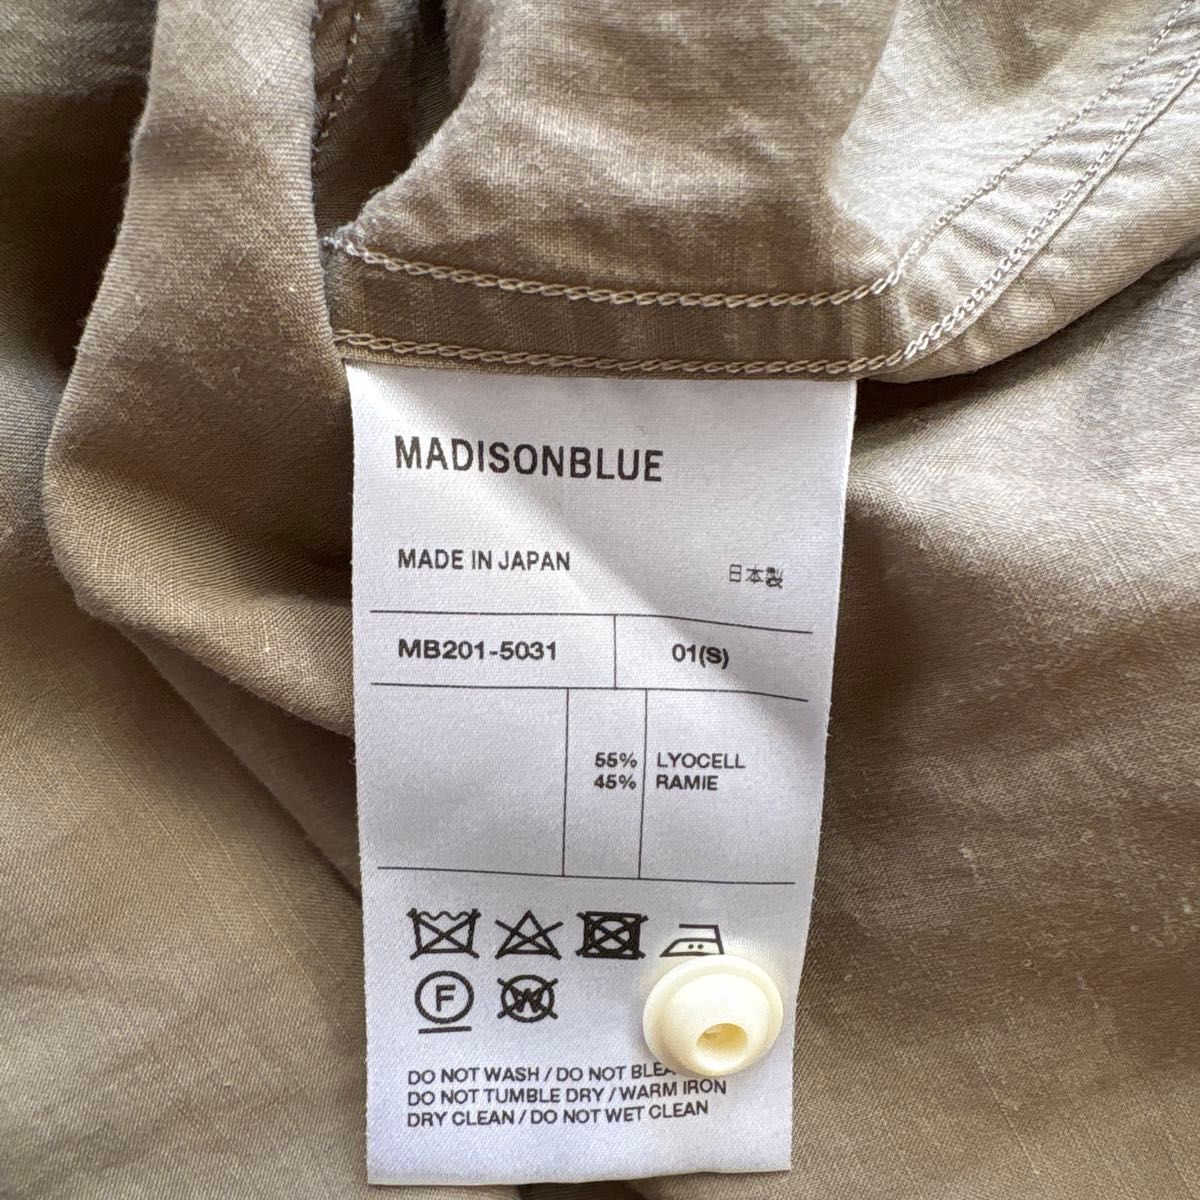 MADISONBLUE
MADE IN JAPAN 日本製
MB201-5031 01(S)
55% LYOCELL
45% RAMIE
F W
DO NOT WASH / DO NOT
DO NOT TUMBLE DRY / WARM IRON
DRY CLEAN / DO NOT WET CLEAN